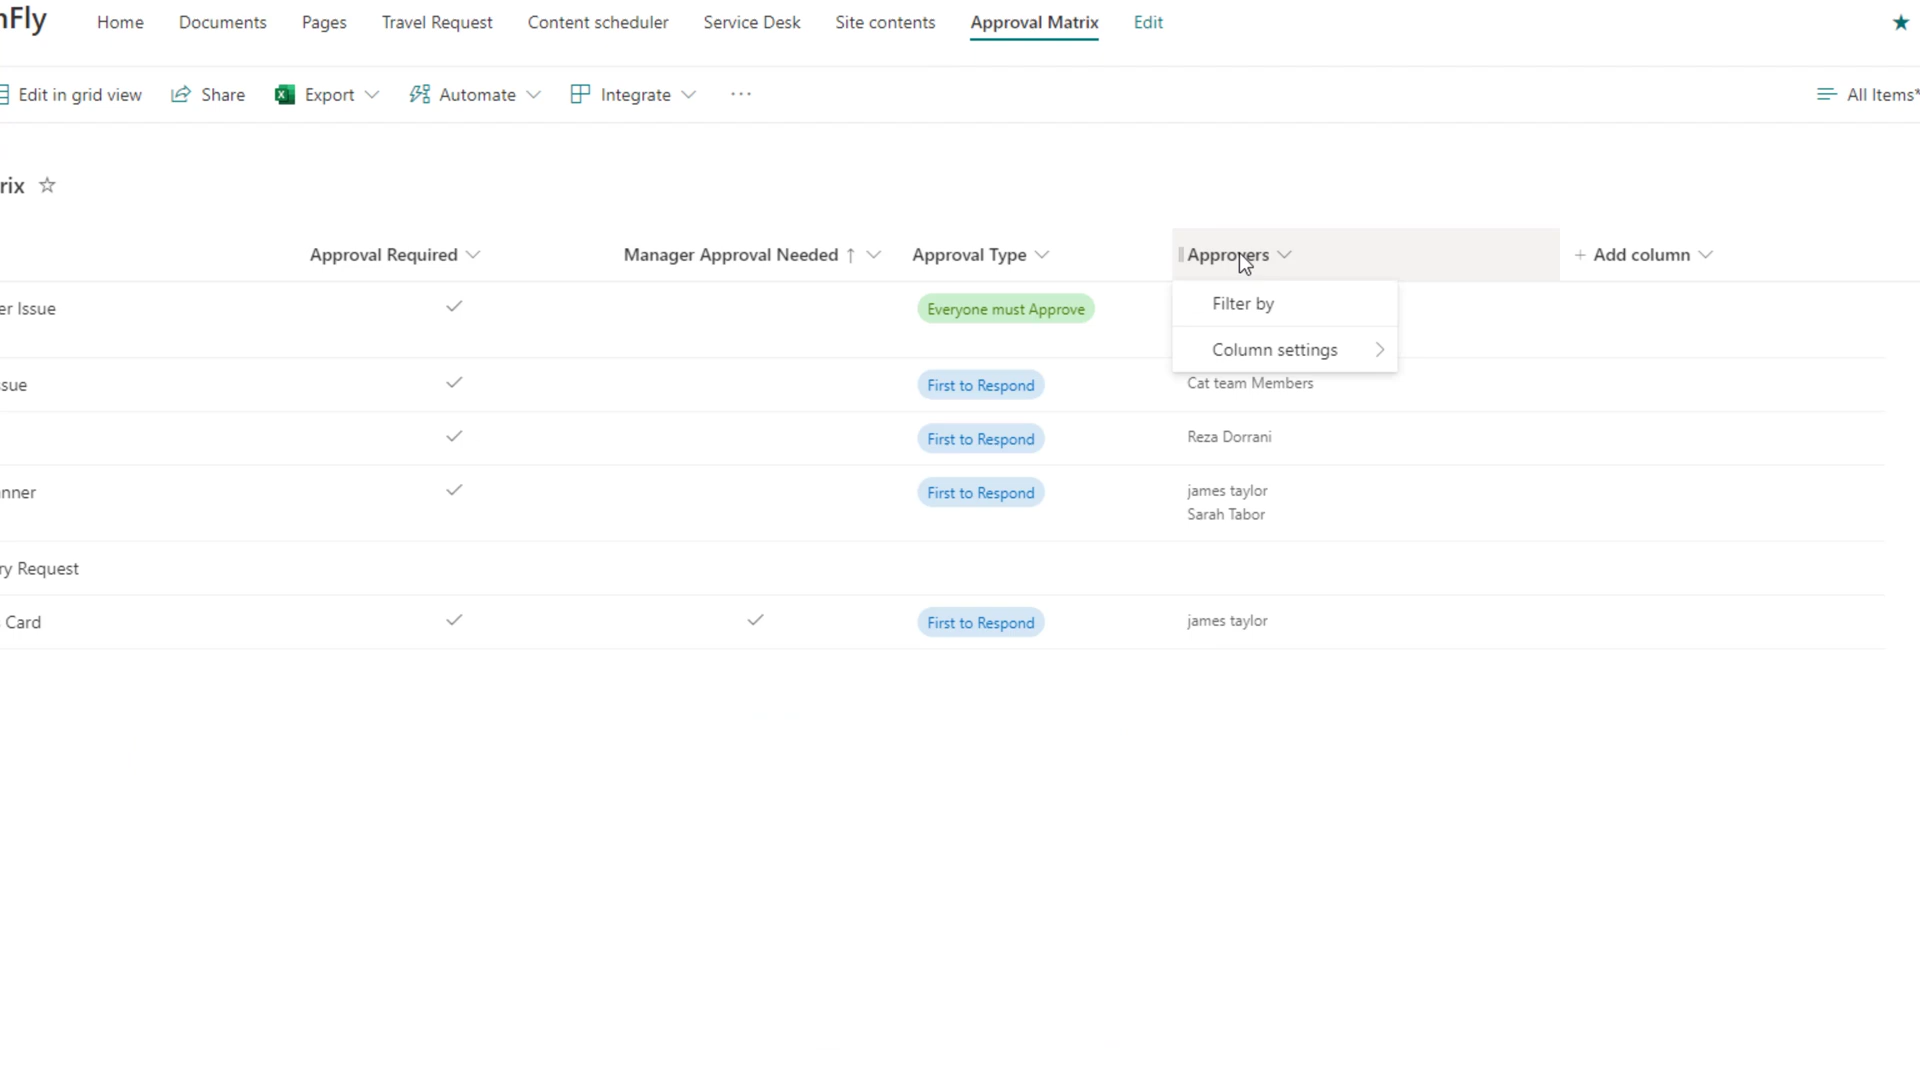 nFly Home Documents Pages Travel Request Content scheduler Service Desk Site contents Approval Matrix Edit
Edit in grid view Share Export Automate Integrate ... All Items*
rix
Approval Required Manager Approval Needed ↑ Approval Type Approvers + Add column
er Issue Everyone must Approve Filter by
Column settings
ssue First to Respond Cat team Members
First to Respond Reza Dorrani
nner First to Respond james taylor
Sarah Tabor
ry Request
Card First to Respond james taylor